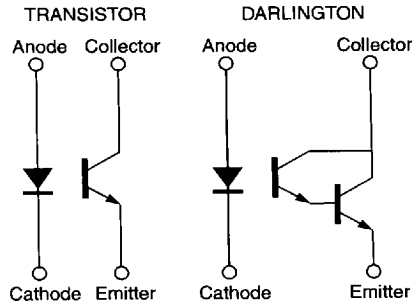 TRANSISTOR DARLINGTON
Anode Collector Anode Collector
Cathode Emitter Cathode Emitter